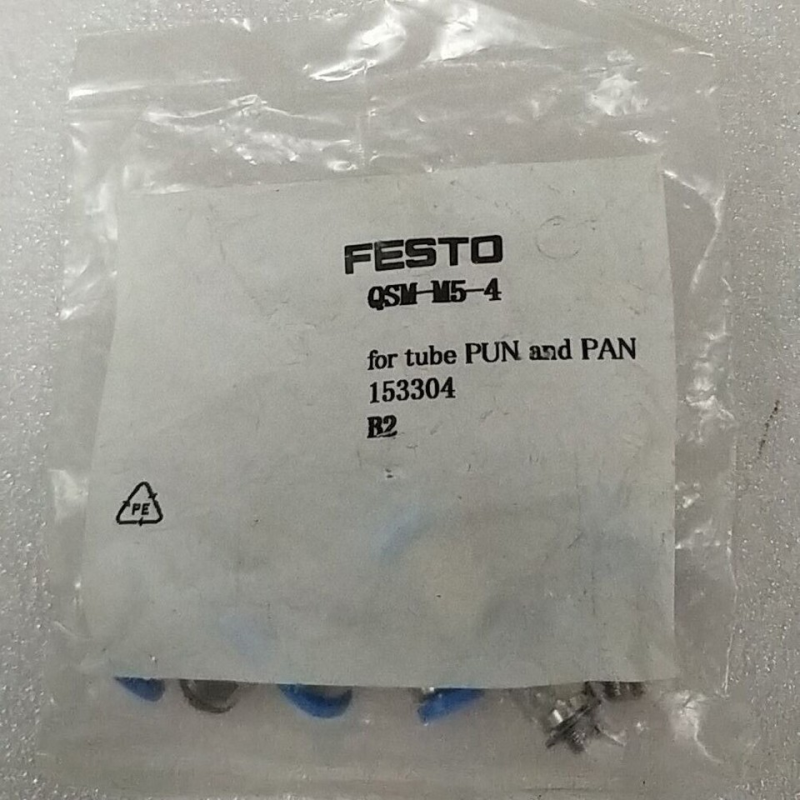 FESTO
QSM-M5-4
for tube PUN and PAN
153304
B2
PE